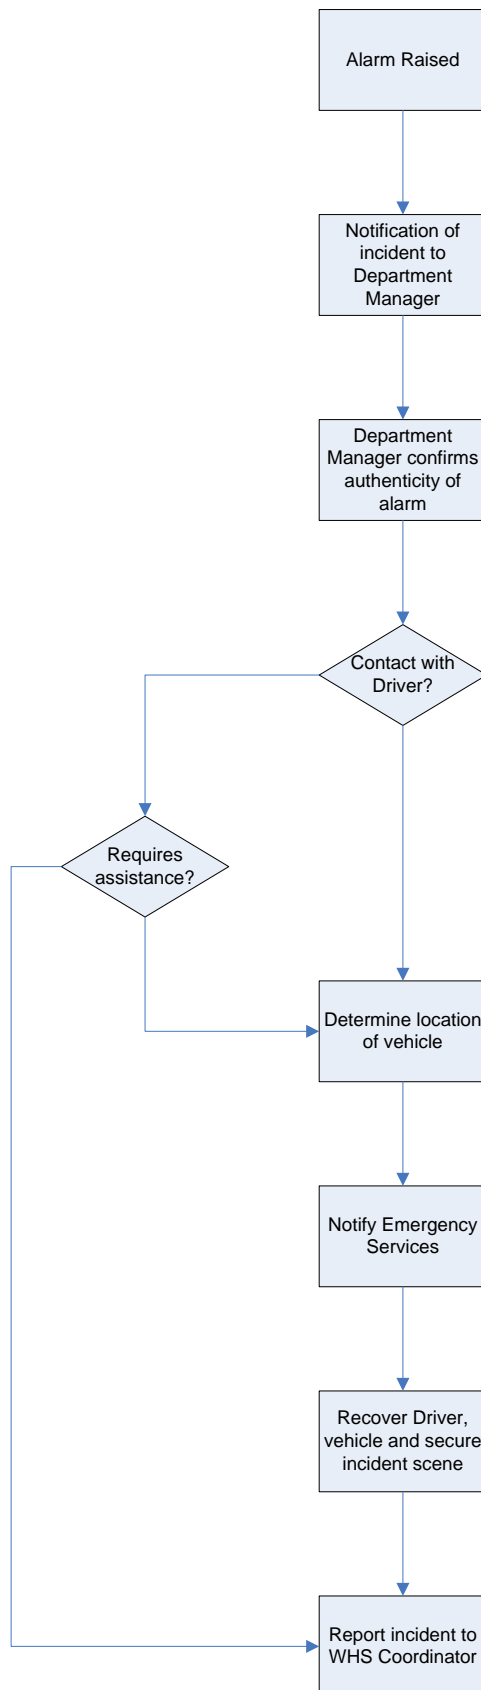 Alarm Raised
Notification of
incident to
Department
Manager
Department
Manager confirms
authenticity of
alarm
Contact with
Driver?
Requires
assistance?
Determine location
of vehicle
Notify Emergency
Services
Recover Driver,
vehicle and secure
incident scene
Report incident to
WHS Coordinator